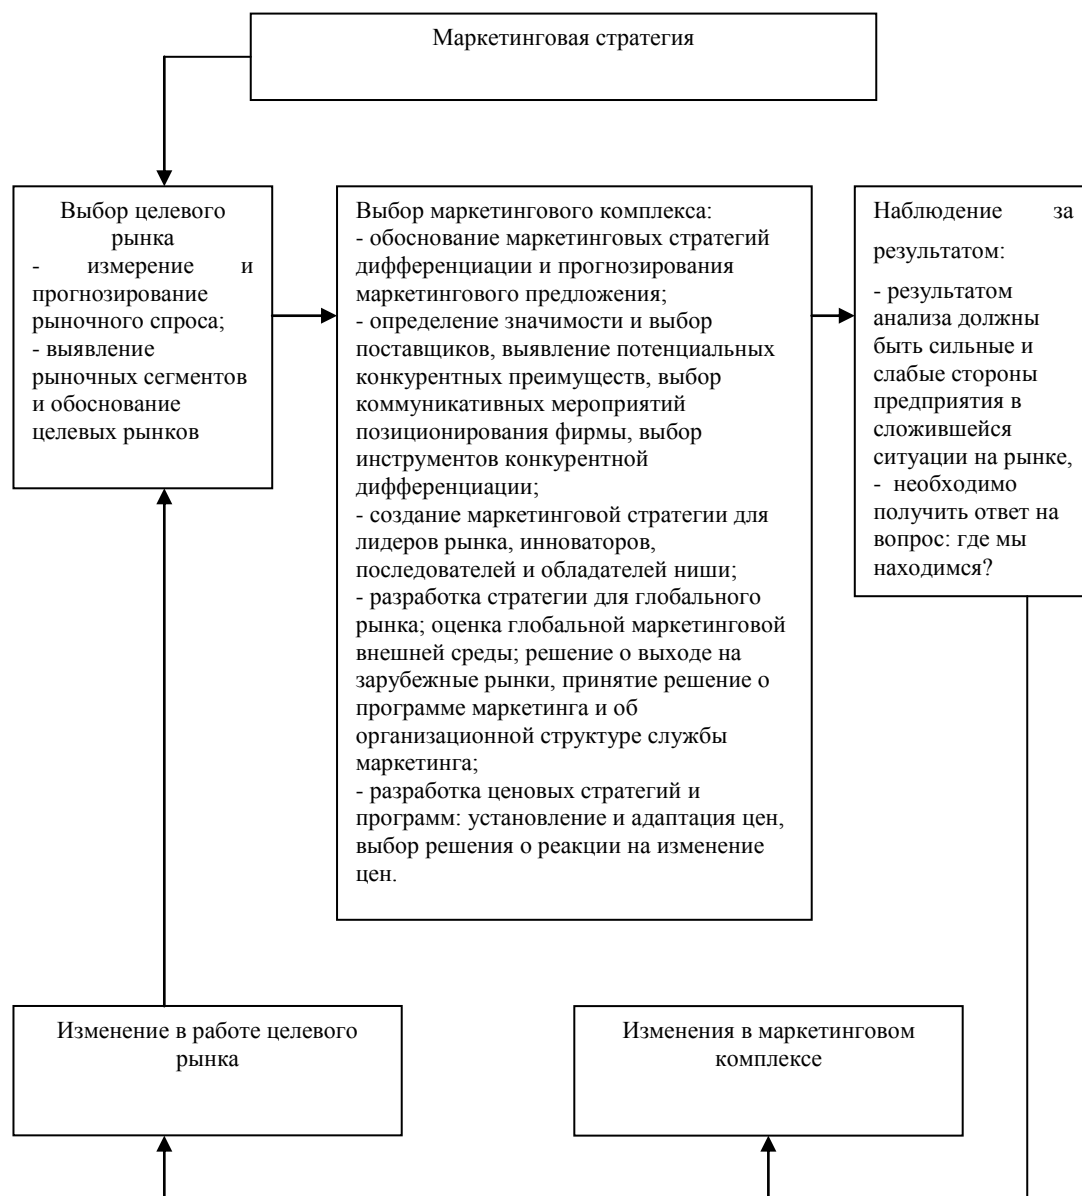 Маркетинговая стратегия
Выбор целевого
рынка
- измерение и
прогнозирование
рыночного спроса;
- выявление
рыночных сегментов
и обоснование
целевых рынков
Выбор маркетингового комплекса:
- обоснование маркетинговых стратегий
дифференциации и прогнозирования
маркетингового предложения;
- определение значимости и выбор
поставщиков, выявление потенциальных
конкурентных преимуществ, выбор
коммуникативных мероприятий
позиционирования фирмы, выбор
инструментов конкурентной
дифференциации;
- создание маркетинговой стратегии для
лидеров рынка, инноваторов,
последователей и обладателей ниши;
- разработка стратегии для глобального
рынка; оценка глобальной маркетинговой
внешней среды; решение о выходе на
зарубежные рынки, принятие решение о
программе маркетинга и об
организационной структуре службы
маркетинга;
- разработка ценовых стратегий и
программ: установление и адаптация цен,
выбор решения о реакции на изменение
цен.
Наблюдение за
результатом:
- результатом
анализа должны
быть сильные и
слабые стороны
предприятия в
сложившейся
ситуации на рынке,
- необходимо
получить ответ на
вопрос: где мы
находимся?
Изменение в работе целевого
рынка
Изменения в маркетинговом
комплексе